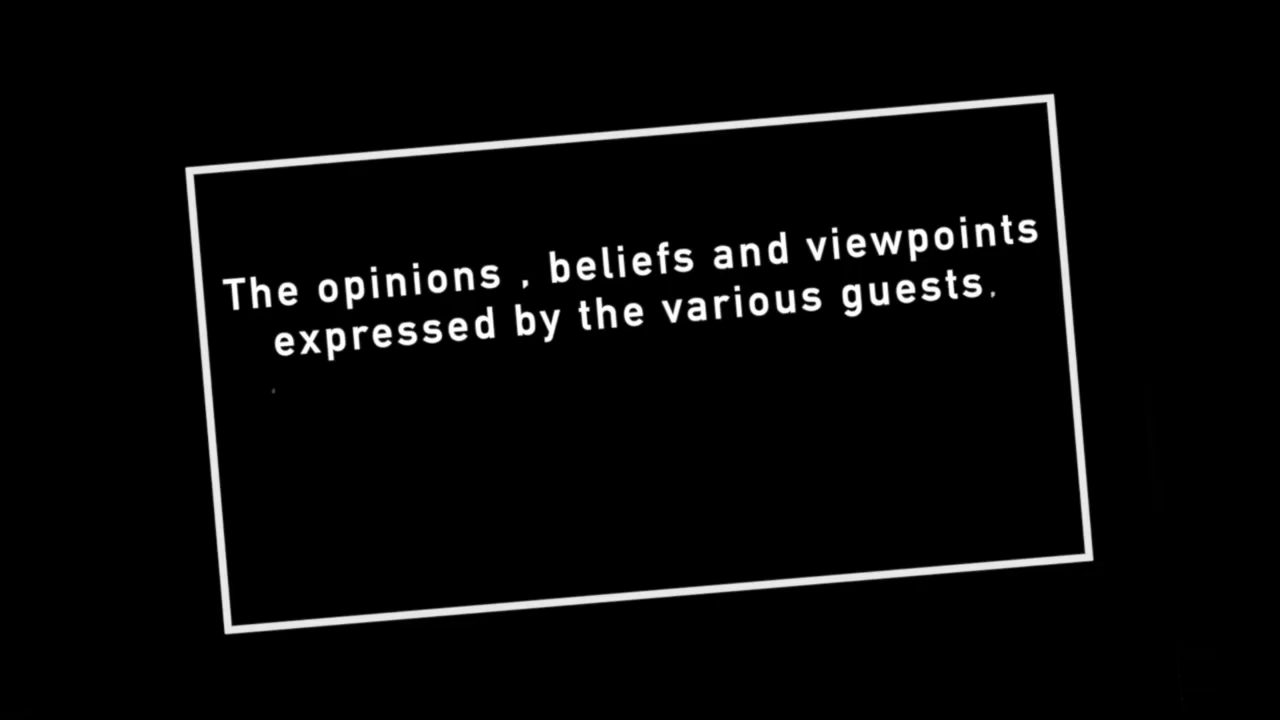 The opinions , beliefs and viewpoints
expressed by the various guests.